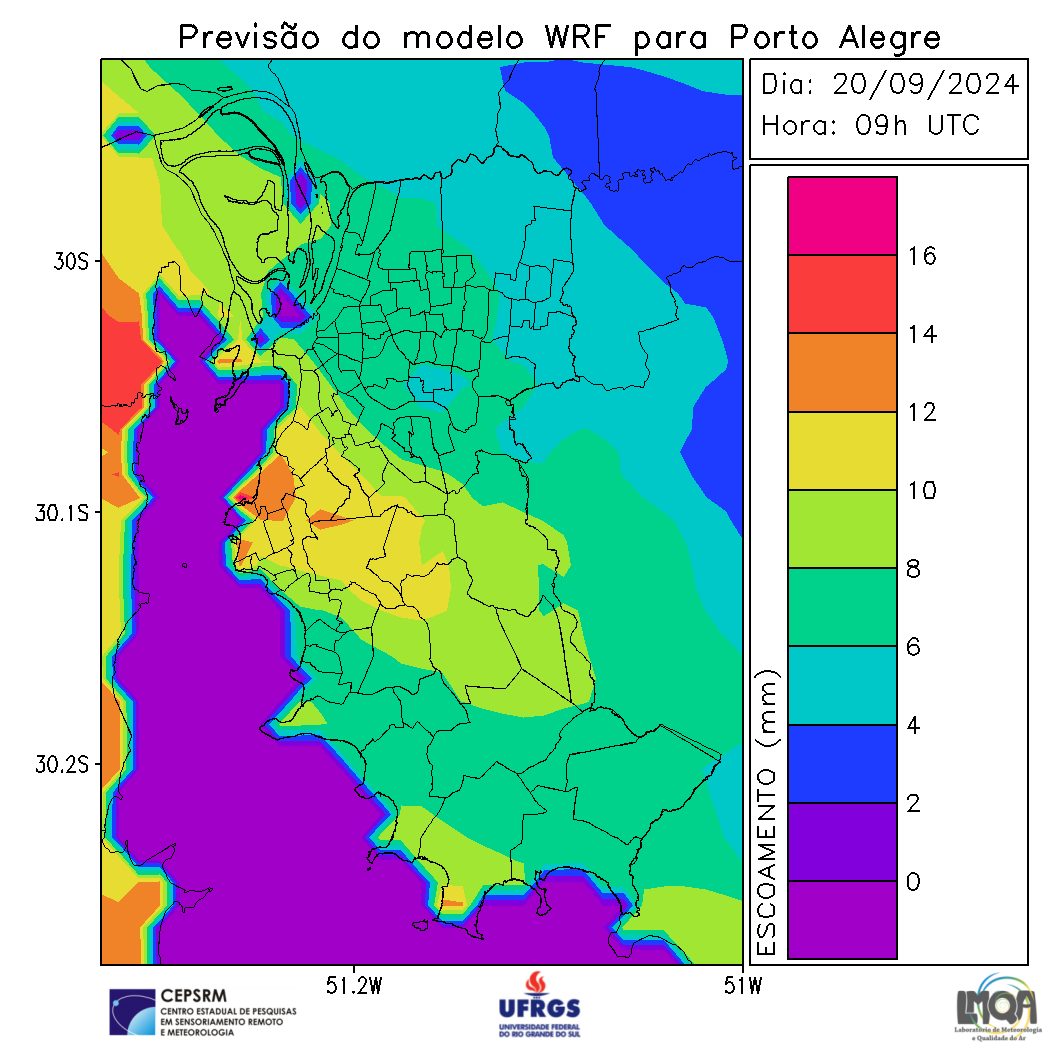 Previsão do modelo WRF para Porto Alegre
Dia: 20/09/2024
Hora: 09h UTC
30S
30.1S
30.2S
51.2W
51W
16
14
12
10
8
6
4
2
0
ESCOAMENTO (mm)
CEPSRM
CENTRO ESTADUAL DE PESQUISAS
EM SENSORIAMENTO REMOTO
E METEOROLOGIA
UFRGS
UNIVERSIDADE FEDERAL
DO RIO GRANDE DO SUL
LMQA
Laboratório de Meteorologia
e Qualidade do Ar